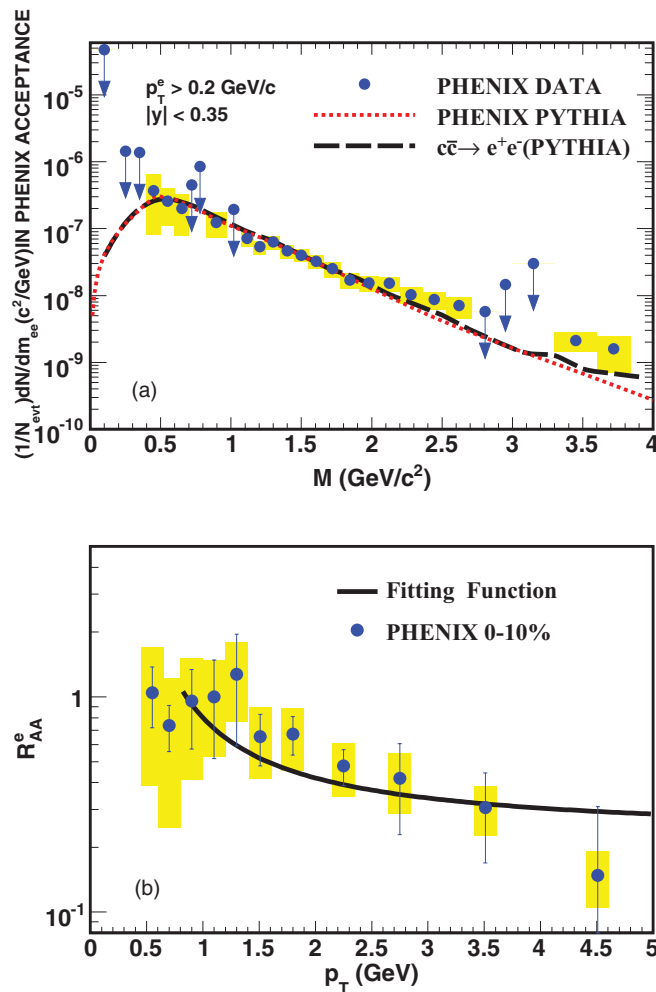 (1/N_evt)dN/dm_ee(c²/GeV)IN PHENIX ACCEPTANCE
10⁻⁵
10⁻⁶
10⁻⁷
10⁻⁸
10⁻⁹
10⁻¹⁰
p_T^e > 0.2 GeV/c
|y| < 0.35
PHENIX DATA
PHENIX PYTHIA
cc̄→ e⁺e⁻(PYTHIA)
(a)
0 0.5 1 1.5 2 2.5 3 3.5 4
M (GeV/c²)
R_AA^e
1
10⁻¹
Fitting Function
PHENIX 0-10%
(b)
0 0.5 1 1.5 2 2.5 3 3.5 4 4.5 5
p_T (GeV)